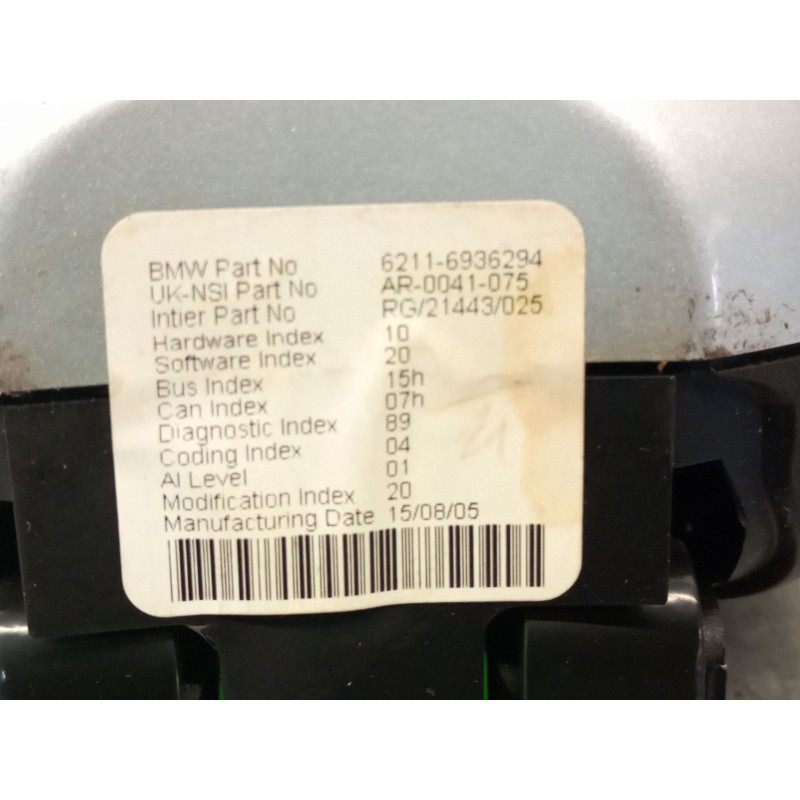 BMW Part No 6211-6936294
UK-NSI Part No AR-0041-075
Intier Part No RG/21443/025
Hardware Index 10
Software Index 20
Bus Index 15h
Can Index 07h
Diagnostic Index 89
Coding Index 04
AI Level 01
Modification Index 20
Manufacturing Date 15/08/05